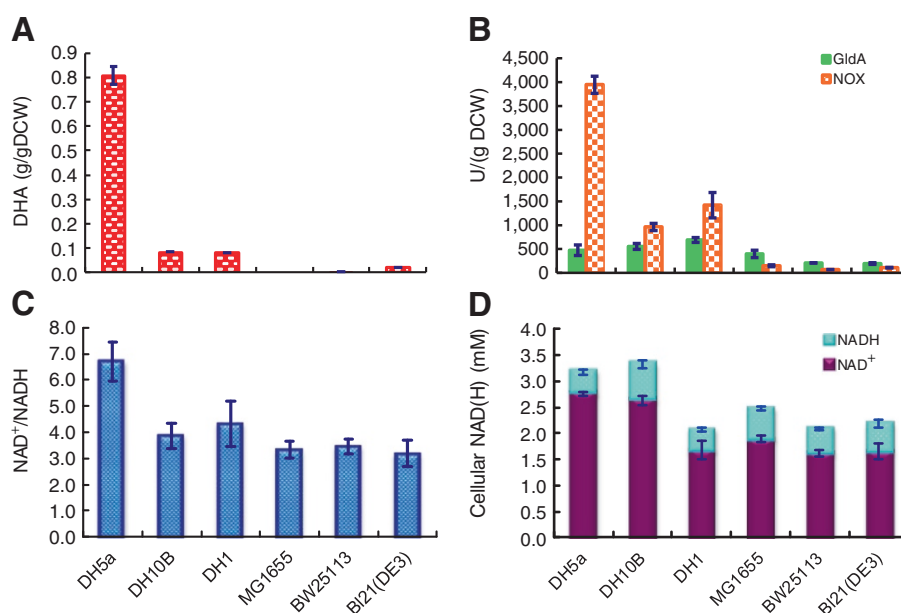 A
DHA (g/gDCW)
0.9
0.8
0.7
0.6
0.5
0.4
0.3
0.2
0.1
0.0
B
U/(g DCW)
4,500
4,000
3,500
3,000
2,500
2,000
1,500
1,000
500
0
GldA
NOX
C
NAD+/NADH
8.0
7.0
6.0
5.0
4.0
3.0
2.0
1.0
0.0
DH5a
DH10B
DH1
MG1655
BW25113
Bl21(DE3)
D
Cellular NAD(H) (mM)
4.0
3.5
3.0
2.5
2.0
1.5
1.0
0.5
0.0
NADH
NAD+
DH5a
DH10B
DH1
MG1655
BW25113
Bl21(DE3)